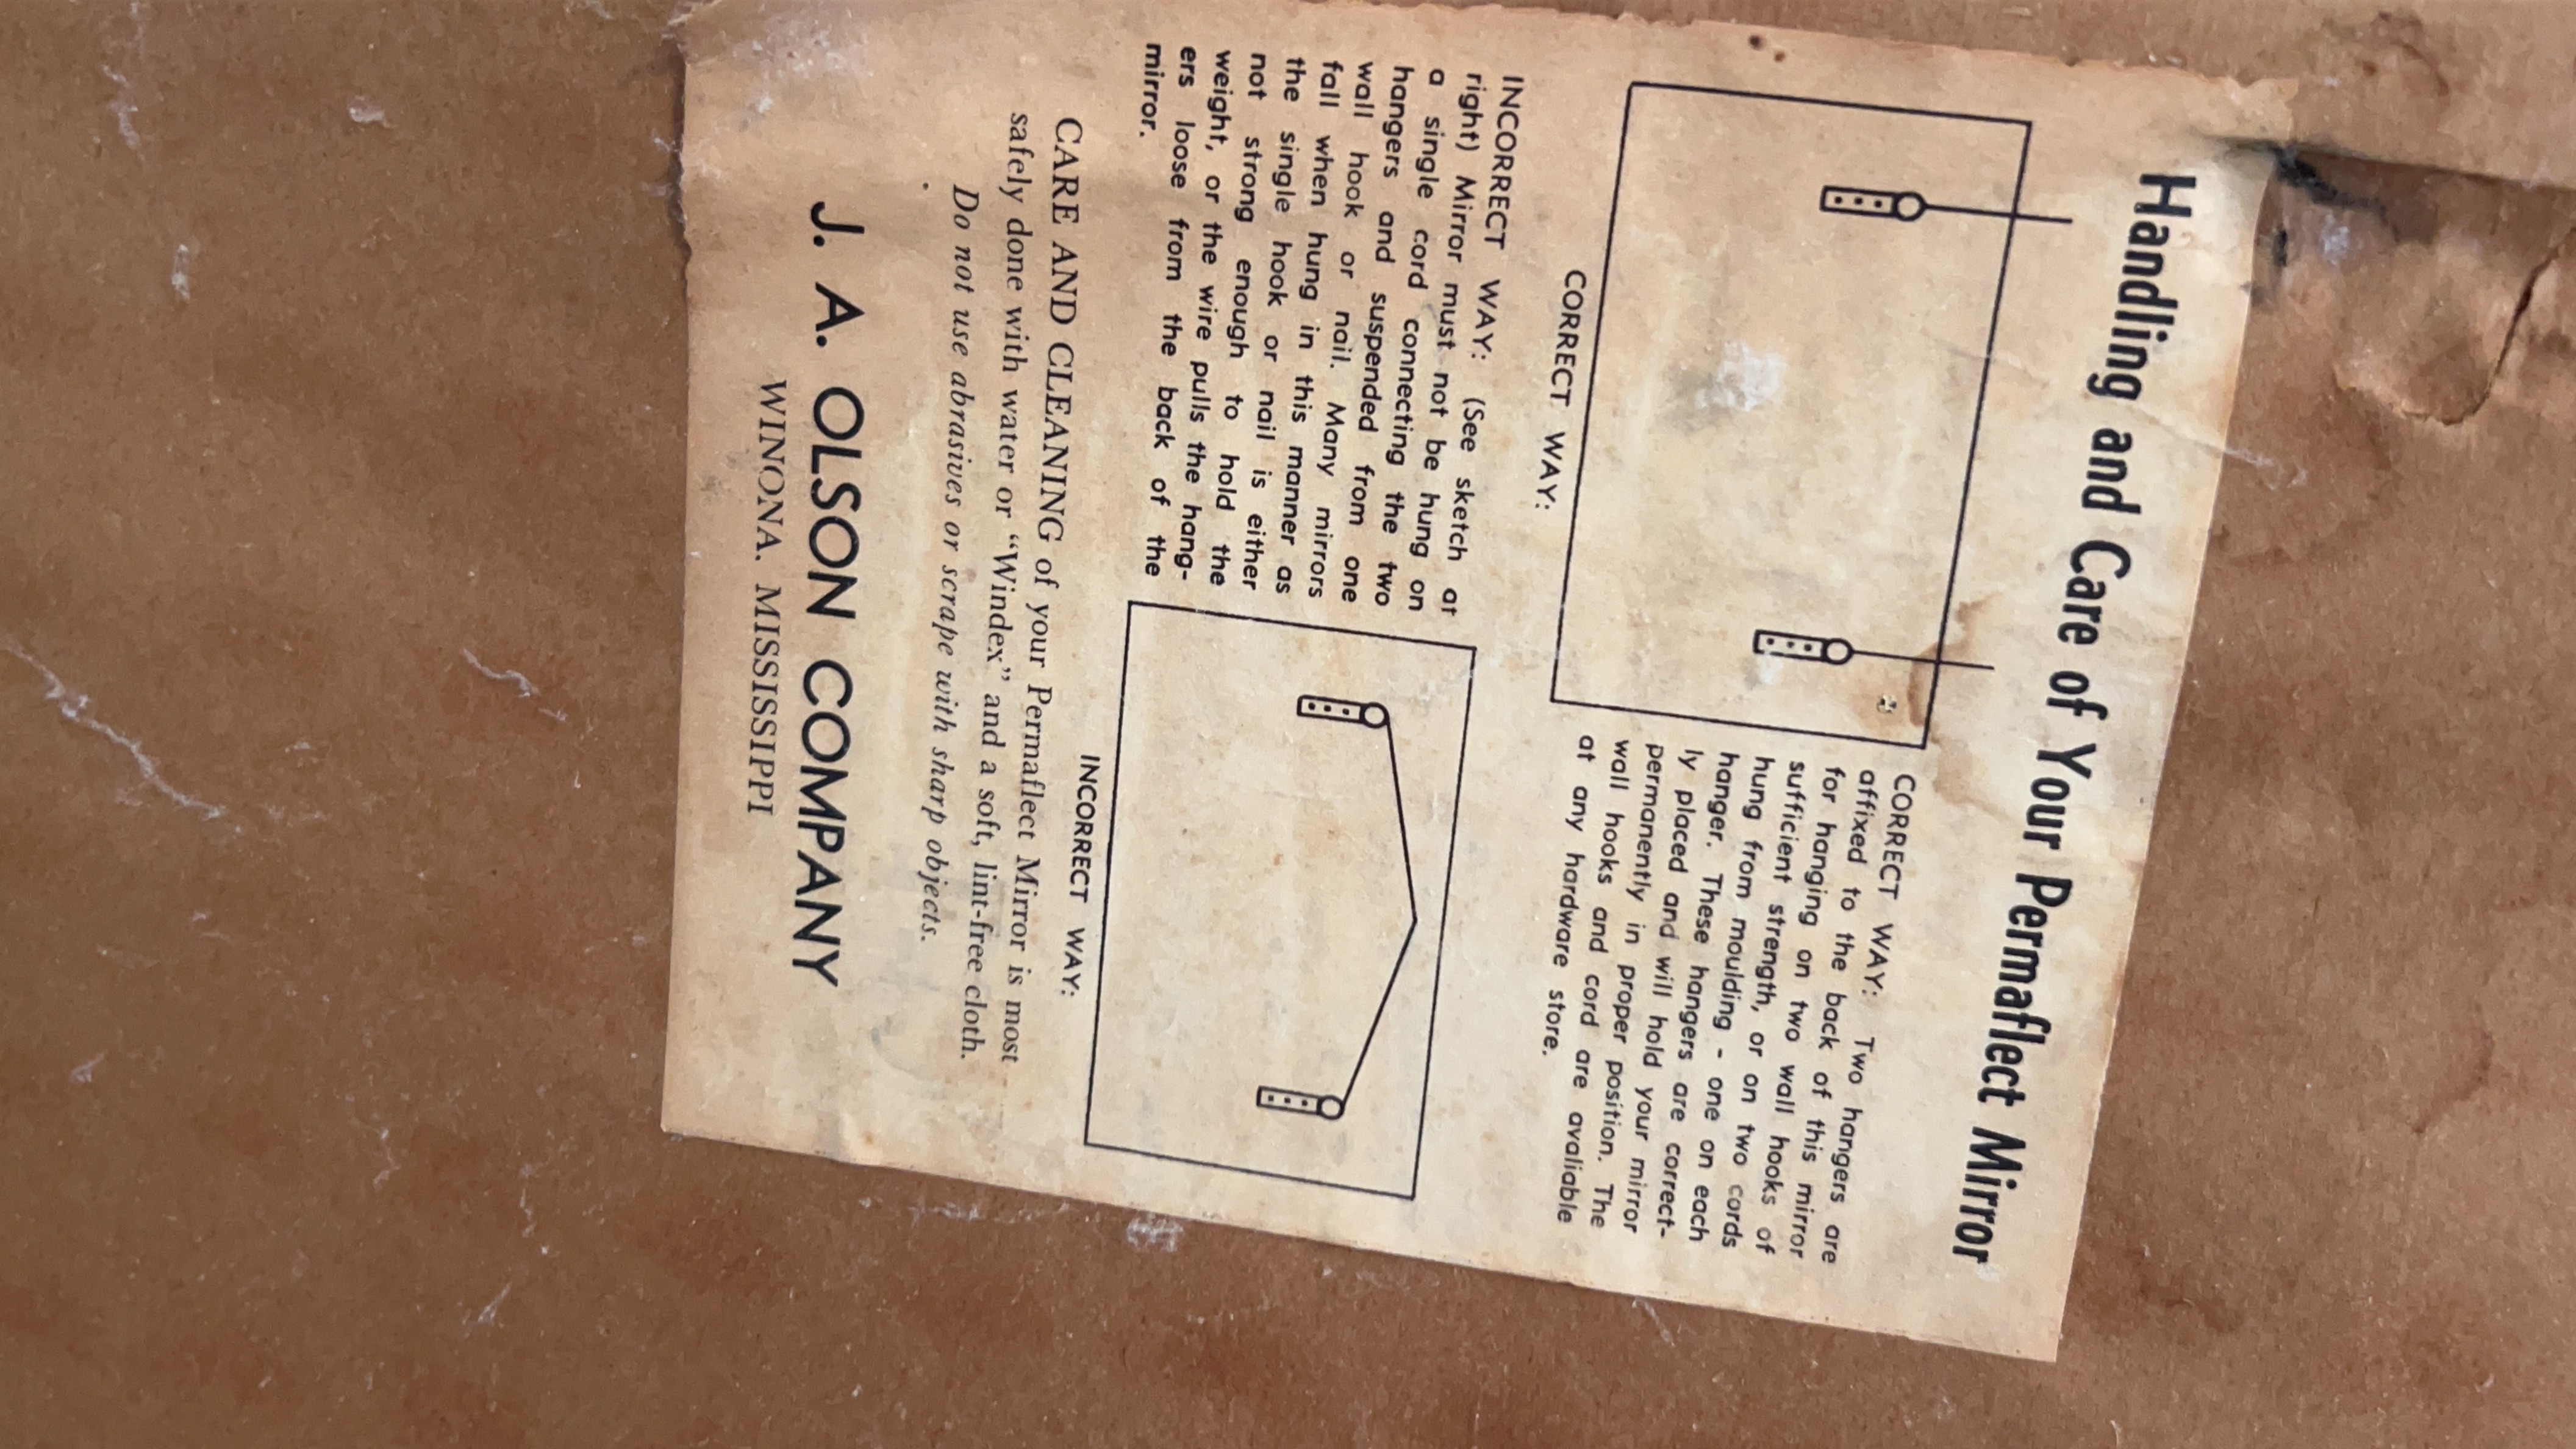 Handling and Care of Your Permaflect Mirror
CORRECT WAY: Two hangers are
affixed to the back of this mirror
for hanging on two wall hooks of
sufficient strength, or on two cords
hung from moulding - one on each
hanger. These hangers are correct-
ly placed and will hold your mirror
permanently in proper position. The
wall hooks and cord are avaliable
at any hardware store.
CORRECT WAY:
INCORRECT WAY: (See sketch at
right) Mirror must not be hung on
a single cord connecting the two
hangers and suspended from one
wall hook or nail. Many mirrors
fall when hung in this manner as
the single hook or nail is either
not strong enough to hold the
weight, or the wire pulls the hang-
ers loose from the back of the
mirror.
INCORRECT WAY:
CARE AND CLEANING of your Permaflect Mirror is most
safely done with water or "Windex" and a soft, lint-free cloth.
Do not use abrasives or scrape with sharp objects.
J. A. OLSON COMPANY
WINONA. MISSISSIPPI